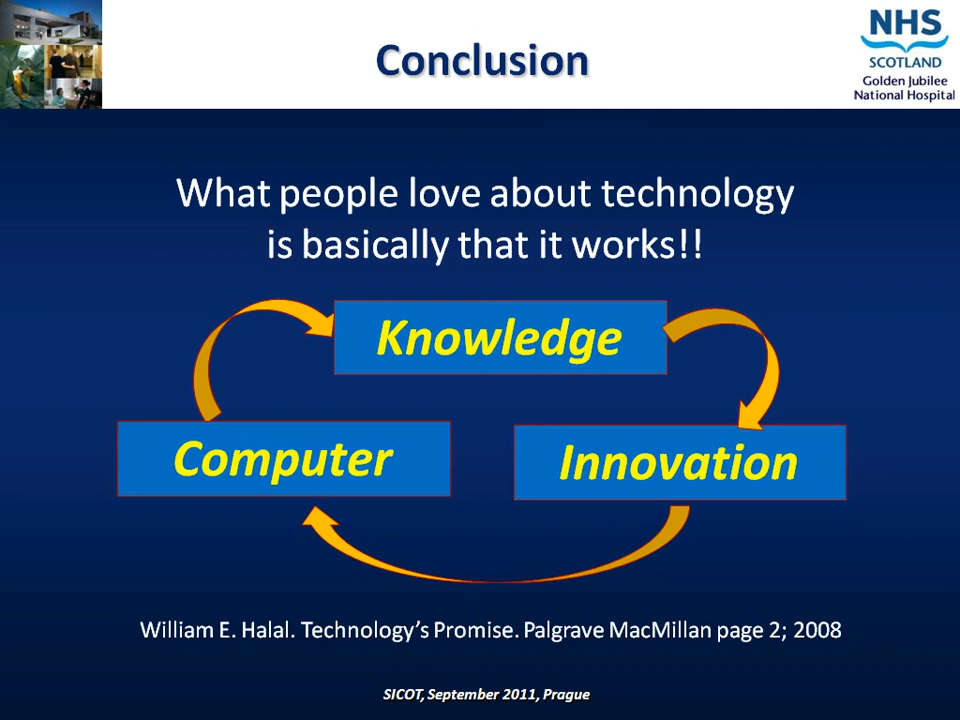 Conclusion
NHS
SCOTLAND
Golden Jubilee
National Hospital
What people love about technology
is basically that it works!!
Knowledge
Computer
Innovation
William E. Halal. Technology's Promise. Palgrave MacMillan page 2; 2008
SICOT, September 2011, Prague